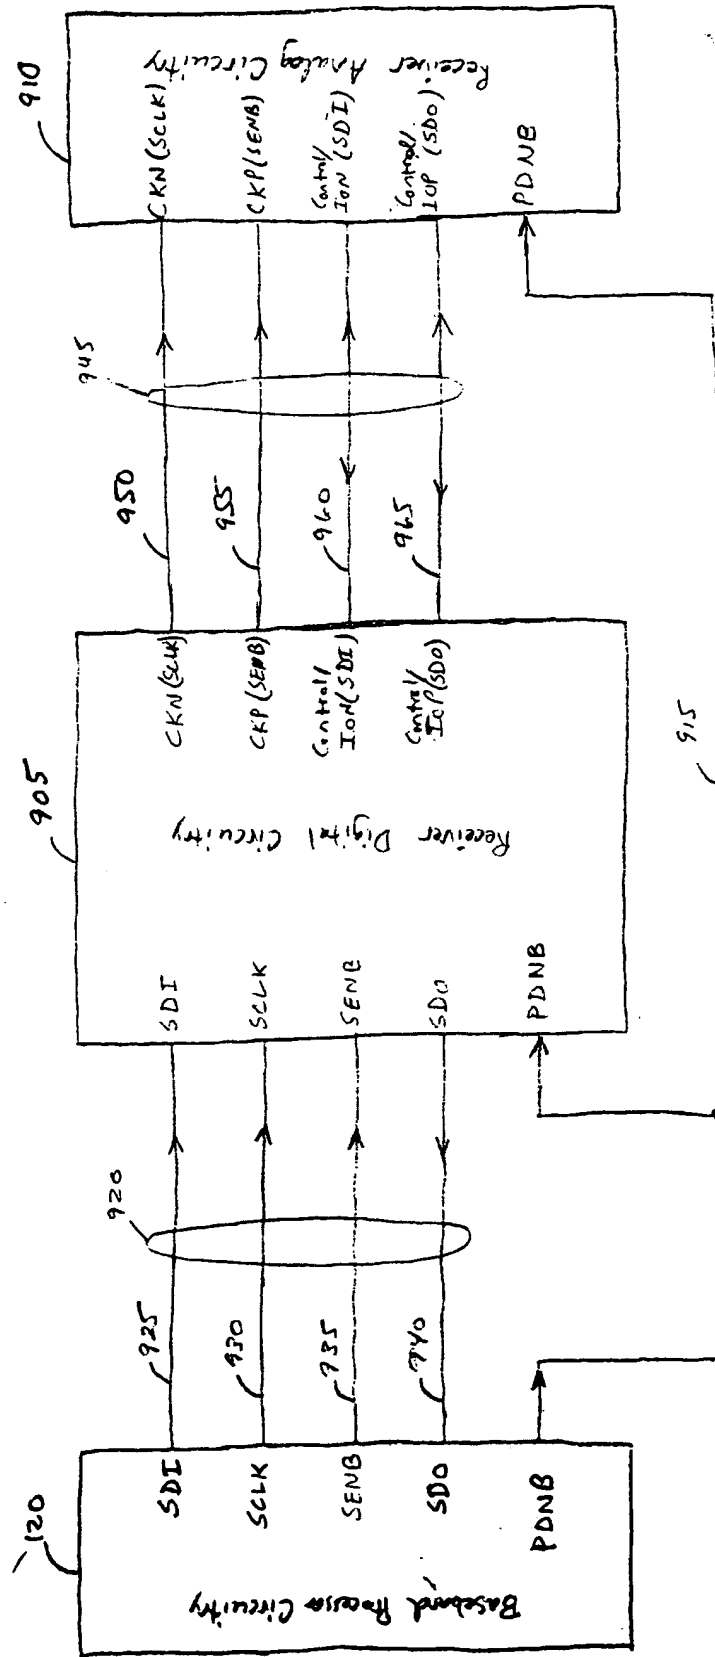 120
Baseband Processor Circuitry
SDI
SCLK
SENB
SDO
PDNB
925
930
935
940
920
905
SDI
SCLK
SENB
SDO
PDNB
Receiver Digital Circuitry
CKN(SCLK)
CKP(SENB)
Control/
ION(SDI)
Control/
IOP(SDO)
950
955
960
965
945
915
910
CKN(SCLK)
CKP(SENB)
Control/
ION(SDI)
Control/
IOP(SDO)
PDNB
Receiver Analog Circuitry